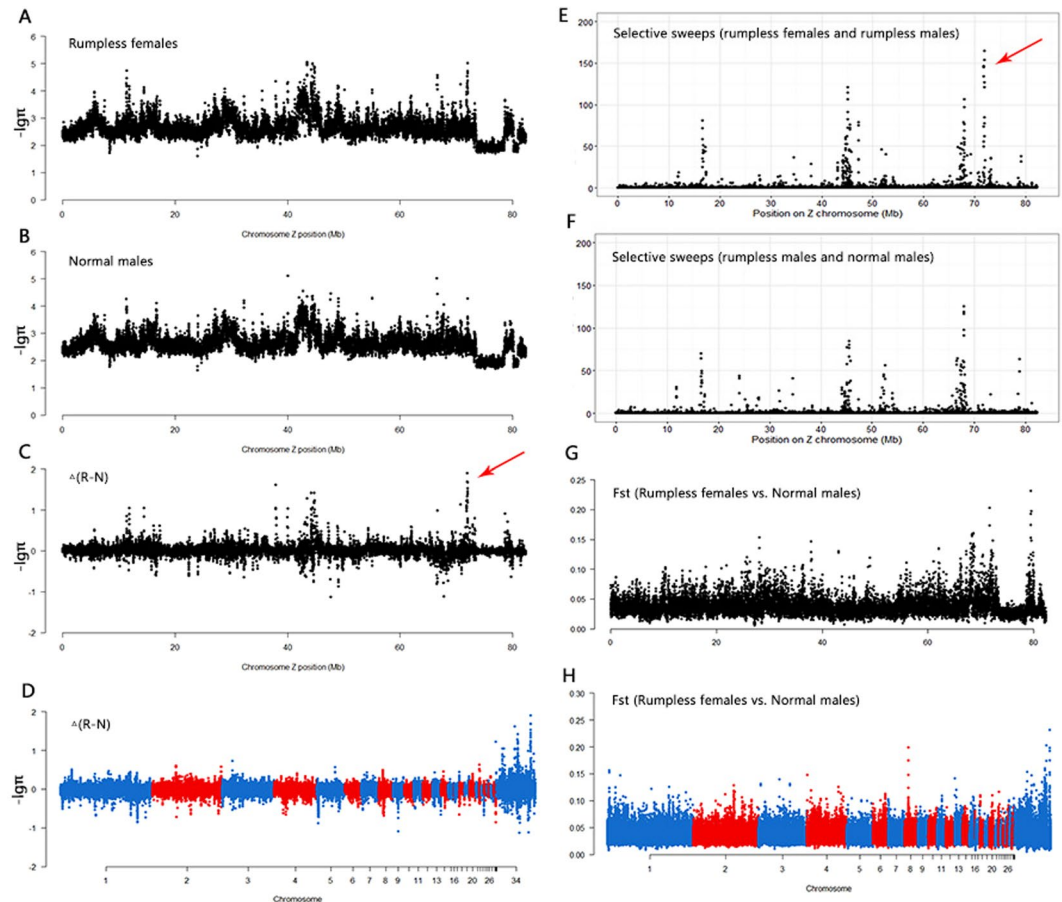 A
Rumpless females
-lgπ
6
5
4
3
2
1
0
0 20 40 60 80
Chromosome Z position (Mb)
B
Normal males
-lgπ
6
5
4
3
2
1
0
0 20 40 60 80
Chromosome Z position (Mb)
C
△(R-N)
-lgπ
2
1
0
-1
-2
0 20 40 60 80
Chromosome Z position (Mb)
D
△(R-N)
-lgπ
2
1
0
-1
-2
1 2 3 4 5 6 7 8 9 11 13 16 20 26 34
Chromosome
E
Selective sweeps (rumpless females and rumpless males)
200
150
100
50
0
0 10 20 30 40 50 60 70 80
Position on Z chromosome (Mb)
F
Selective sweeps (rumpless males and normal males)
200
150
100
50
0
0 10 20 30 40 50 60 70 80
Position on Z chromosome (Mb)
G
Fst (Rumpless females vs. Normal males)
0.25
0.20
0.15
0.10
0.05
0.00
0 20 40 60 80
H
Fst (Rumpless females vs. Normal males)
0.30
0.25
0.20
0.15
0.10
0.05
0.00
1 2 3 4 5 6 7 8 9 11 13 16 20 26
Chromosome